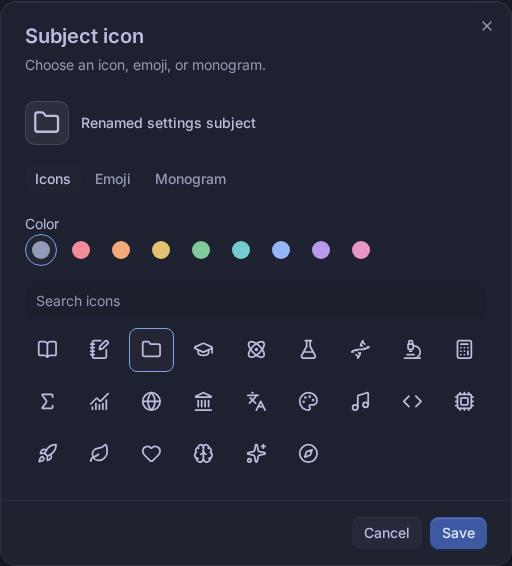 Subject icon
Choose an icon, emoji, or monogram.
Renamed settings subject
Icons Emoji Monogram
Color
Search icons
Cancel Save